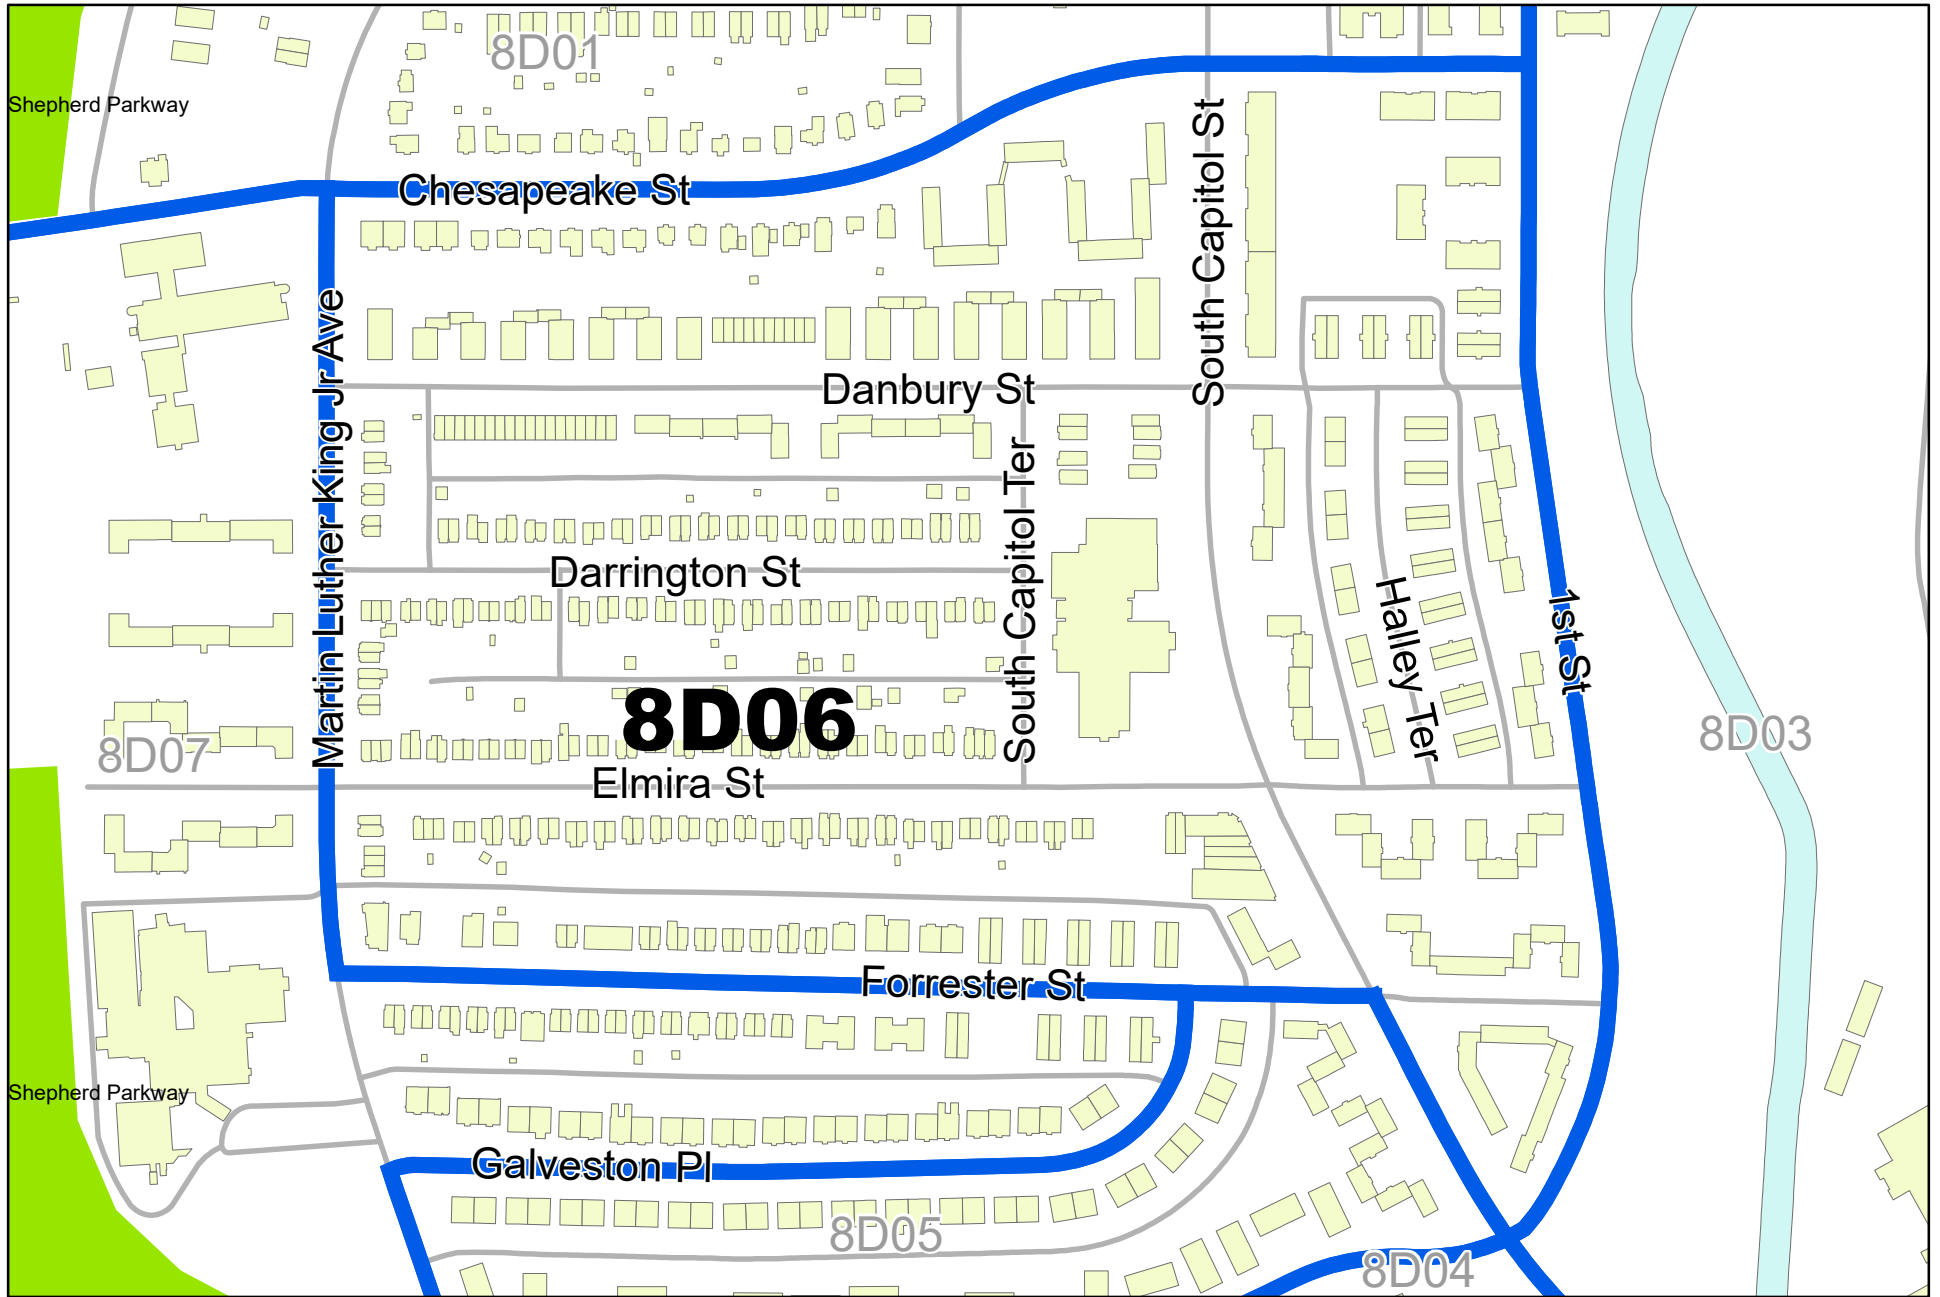 8D01
Shepherd Parkway
Chesapeake St
South Capitol St
Martin Luther King Jr Ave
Danbury St
South Capitol Ter
Darrington St
Halley Ter
1st St
8D06
8D07
8D03
Elmira St
Forrester St
Shepherd Parkway
Galveston Pl
8D05
8D04